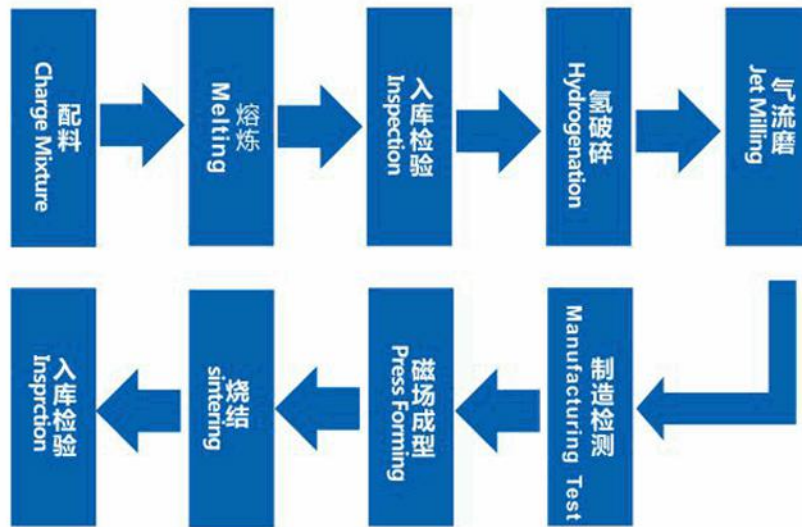 配料
Charge Mixture
熔炼
Melting
入库检验
Inspection
氢破碎
Hydrogenation
气流磨
Jet Milling
制造检测
Manufacturing Test
磁场成型
Press Forming
烧结
sintering
入库检验
Insprction